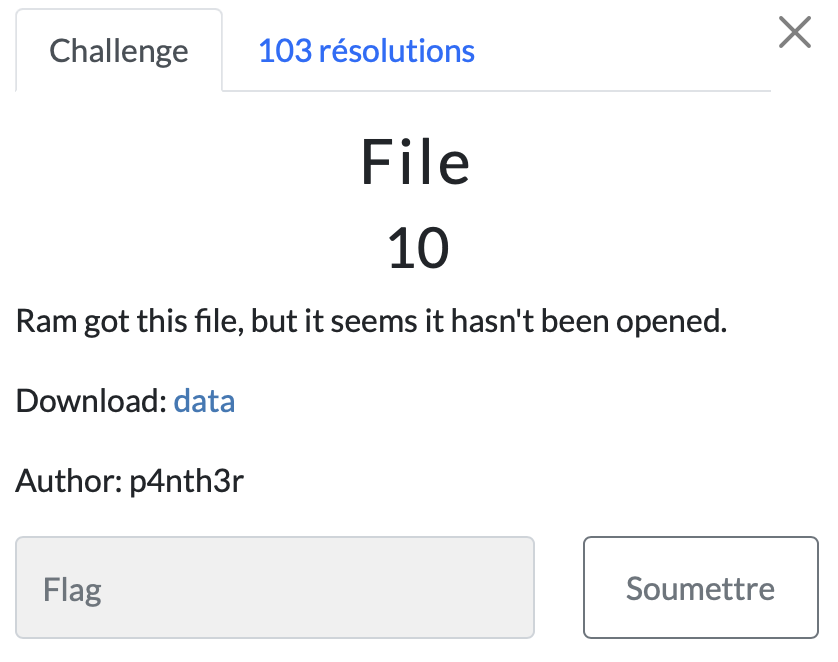 Challenge
103 résolutions
File
10
Ram got this file, but it seems it hasn't been opened.
Download: data
Author: p4nth3r
Flag
Soumettre